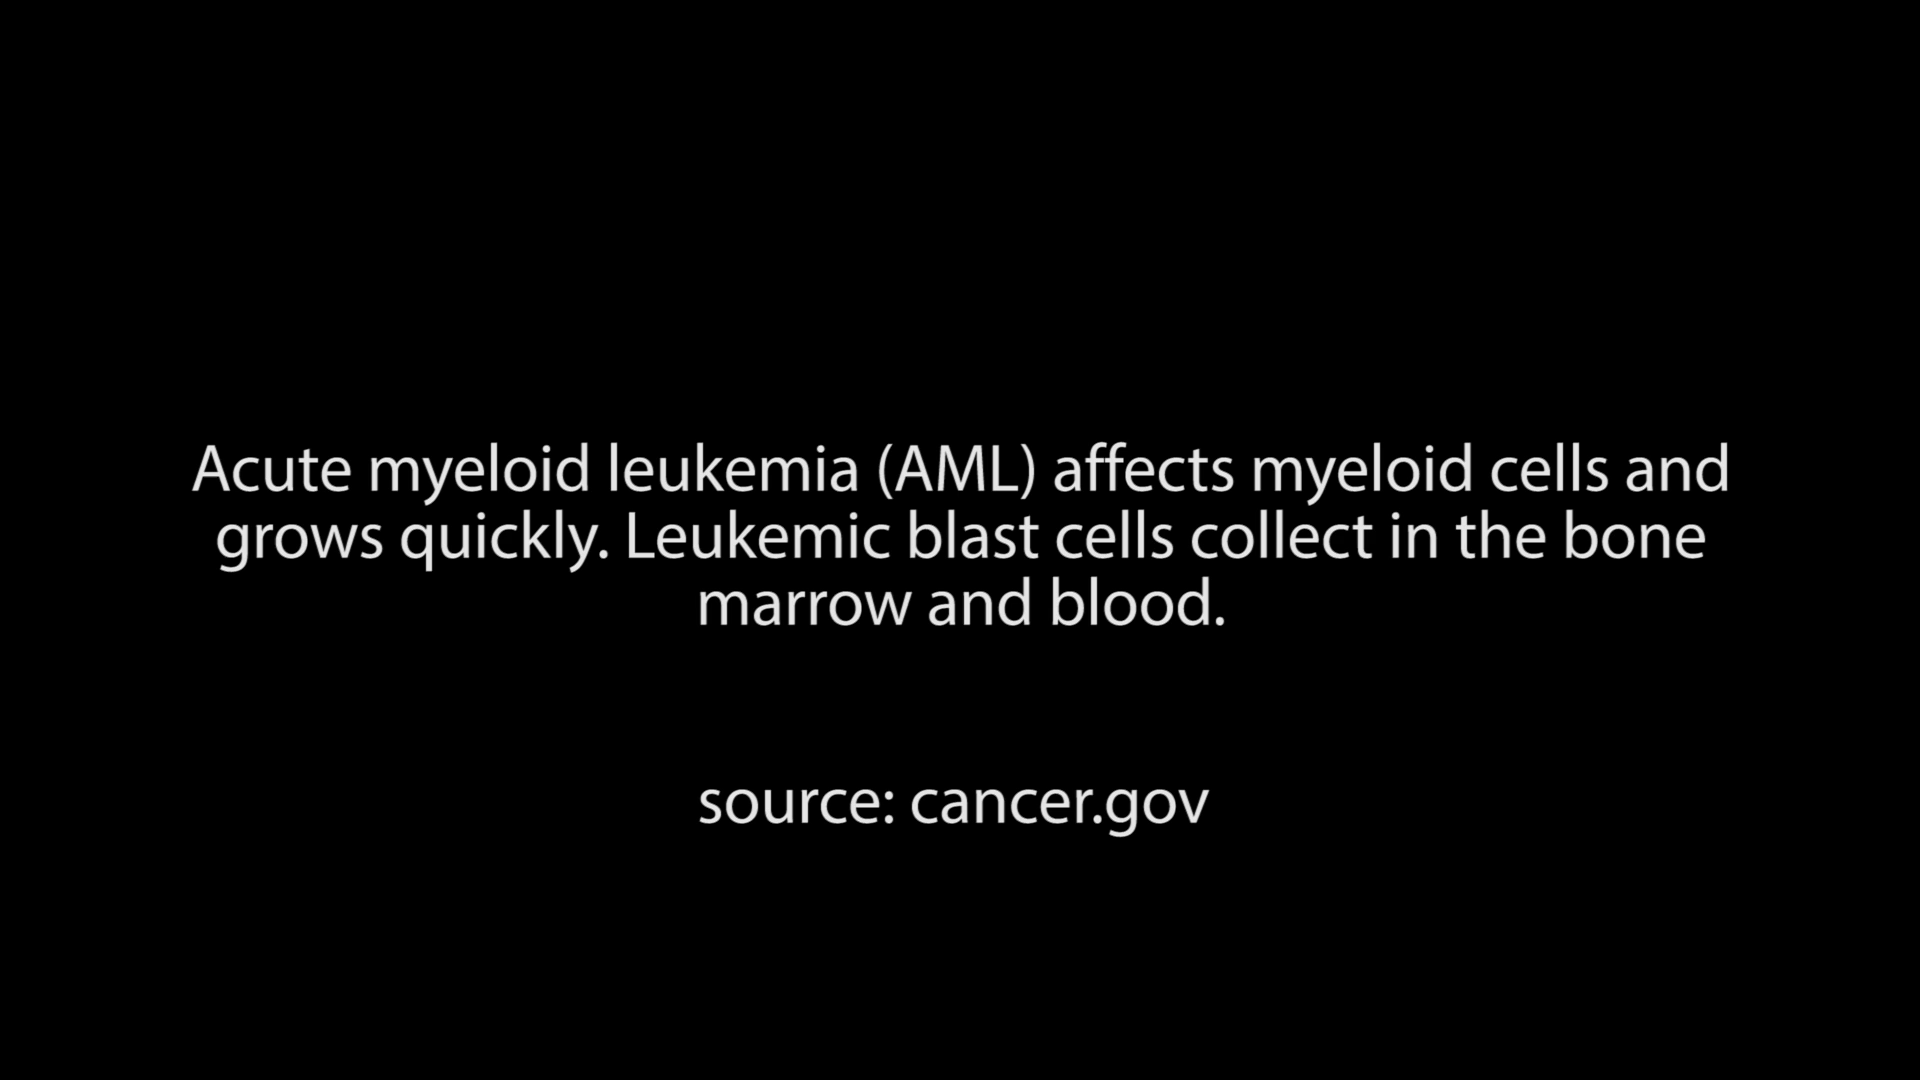 Acute myeloid leukemia (AML) affects myeloid cells and
grows quickly. Leukemic blast cells collect in the bone
marrow and blood.
source: cancer.gov